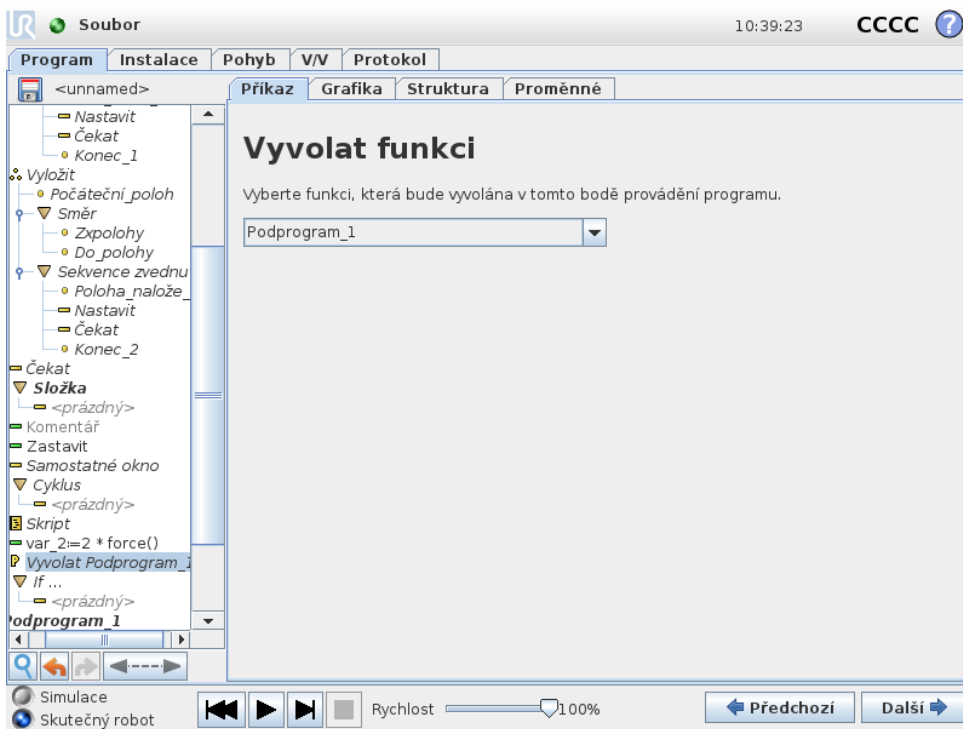 UR Soubor 10:39:23 CCCC ?
Program Instalace Pohyb V/V Protokol
<unnamed> Příkaz Grafika Struktura Proměnné
Nastavit
Čekat
Konec_1
Vyložit
Počáteční_poloh
Směr
Zxpolohy
Do_polohy
Sekvence zvednu
Poloha_nalože_
Nastavit
Čekat
Konec_2
Čekat
Složka
<prázdný>
Komentář
Zastavit
Samostatné okno
Cyklus
<prázdný>
Skript
var_2:=2 * force()
P Vyvolat Podprogram_1
If ...
<prázdný>
Podprogram_1
Vyvolat funkci
Vyberte funkci, která bude vyvolána v tomto bodě provádění programu.
Podprogram_1
Simulace
Skutečný robot
Rychlost 100%
Předchozí Další